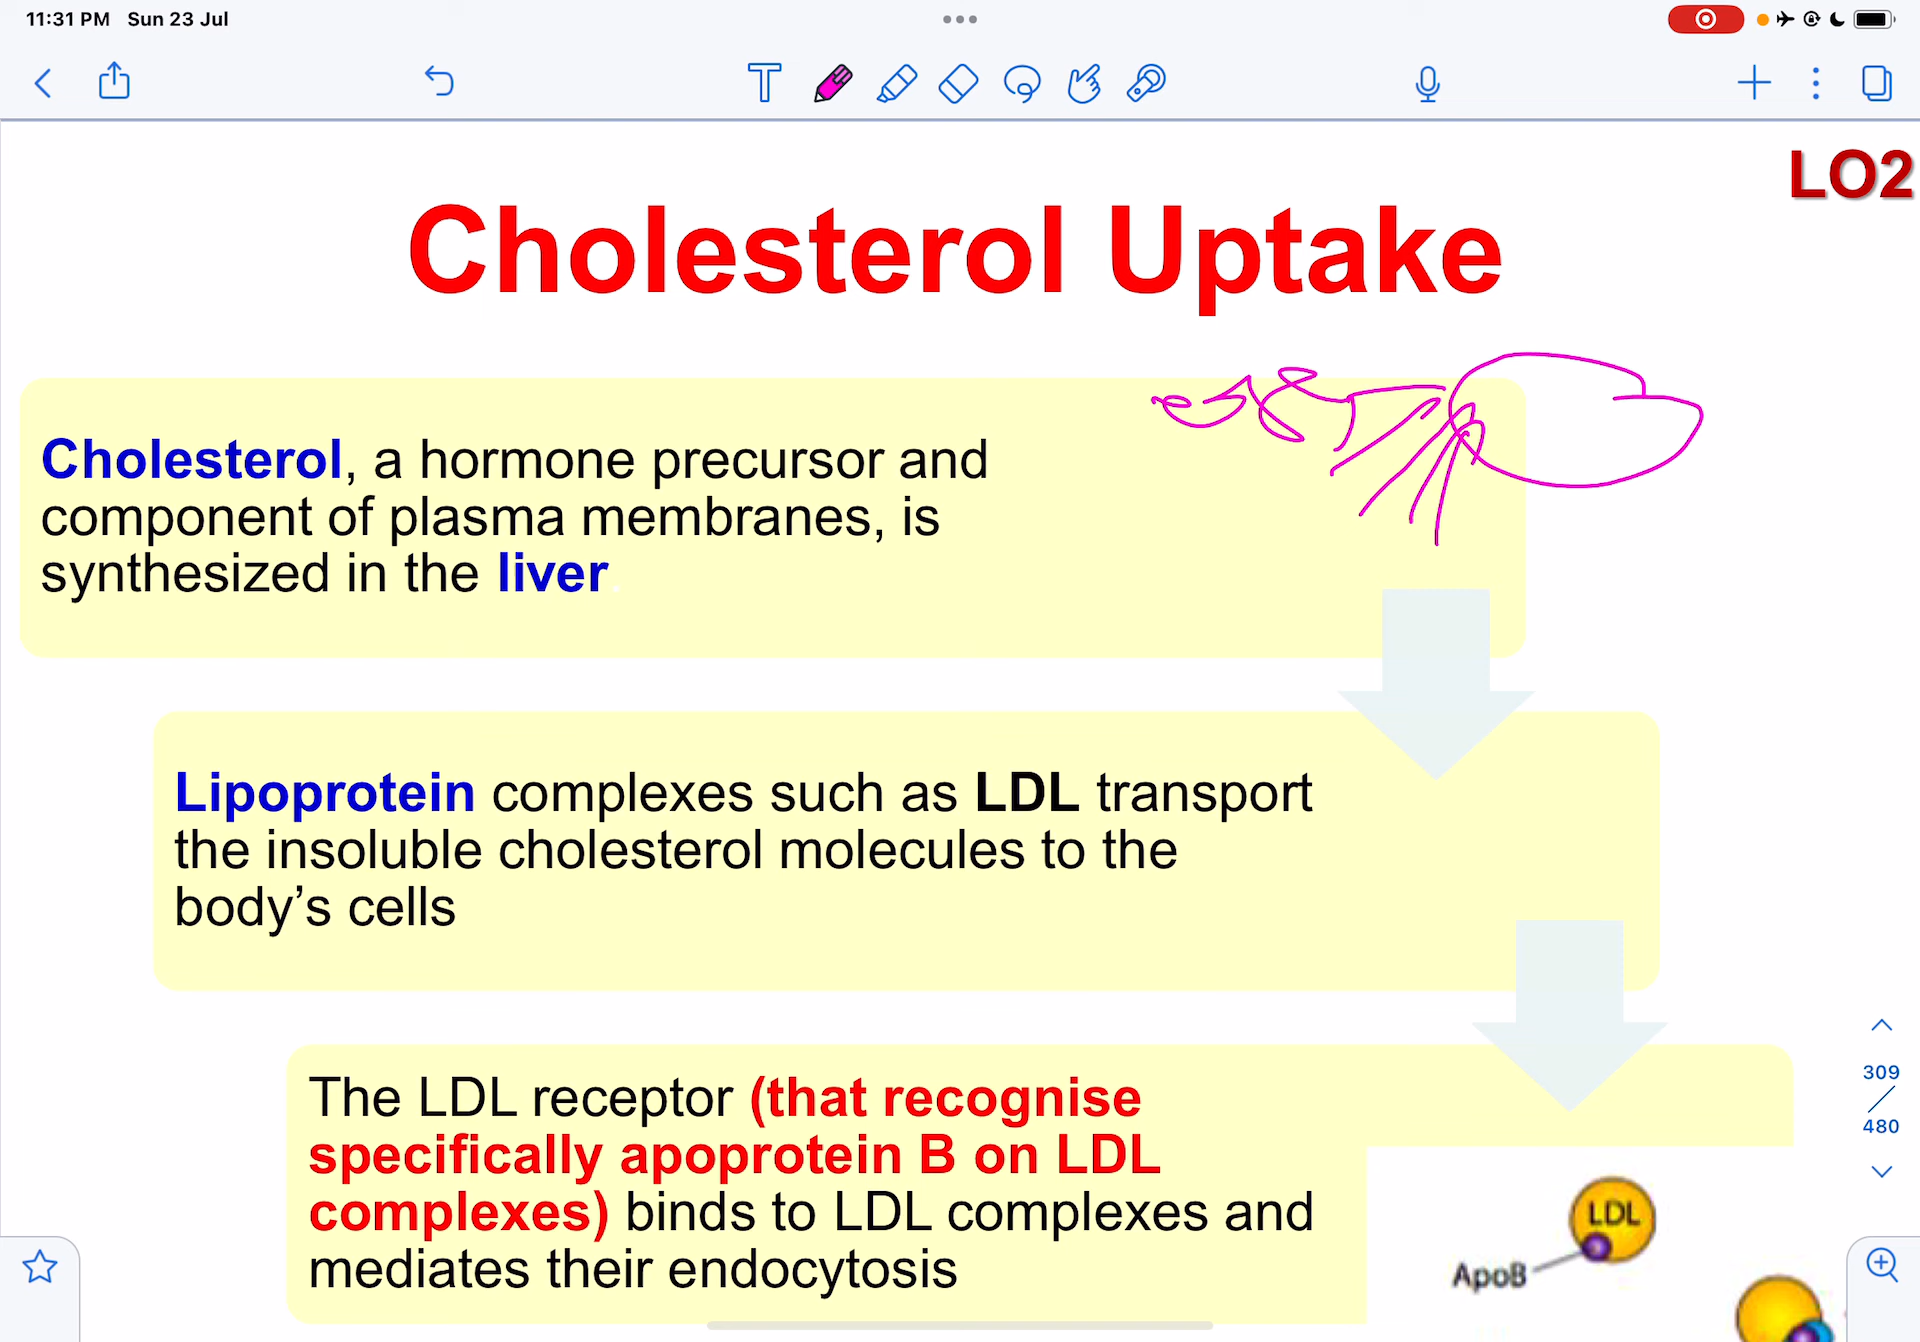 11:31 PM Sun 23 Jul
LO2
Cholesterol Uptake
Cholesterol, a hormone precursor and
component of plasma membranes, is
synthesized in the liver.
Lipoprotein complexes such as LDL transport
the insoluble cholesterol molecules to the
body’s cells
The LDL receptor (that recognise
specifically apoprotein B on LDL
complexes) binds to LDL complexes and
mediates their endocytosis
LDL
ApoB
309
480